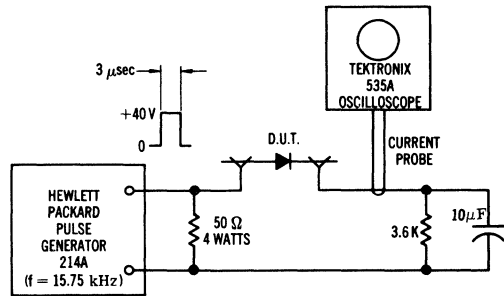 3 μsec
+40 V
0
TEKTRONIX
535A
OSCILLOSCOPE
D.U.T.
CURRENT
PROBE
HEWLETT
PACKARD
PULSE
GENERATOR
214A
(f = 15.75 kHz)
50 Ω
4 WATTS
3.6 K
10μF